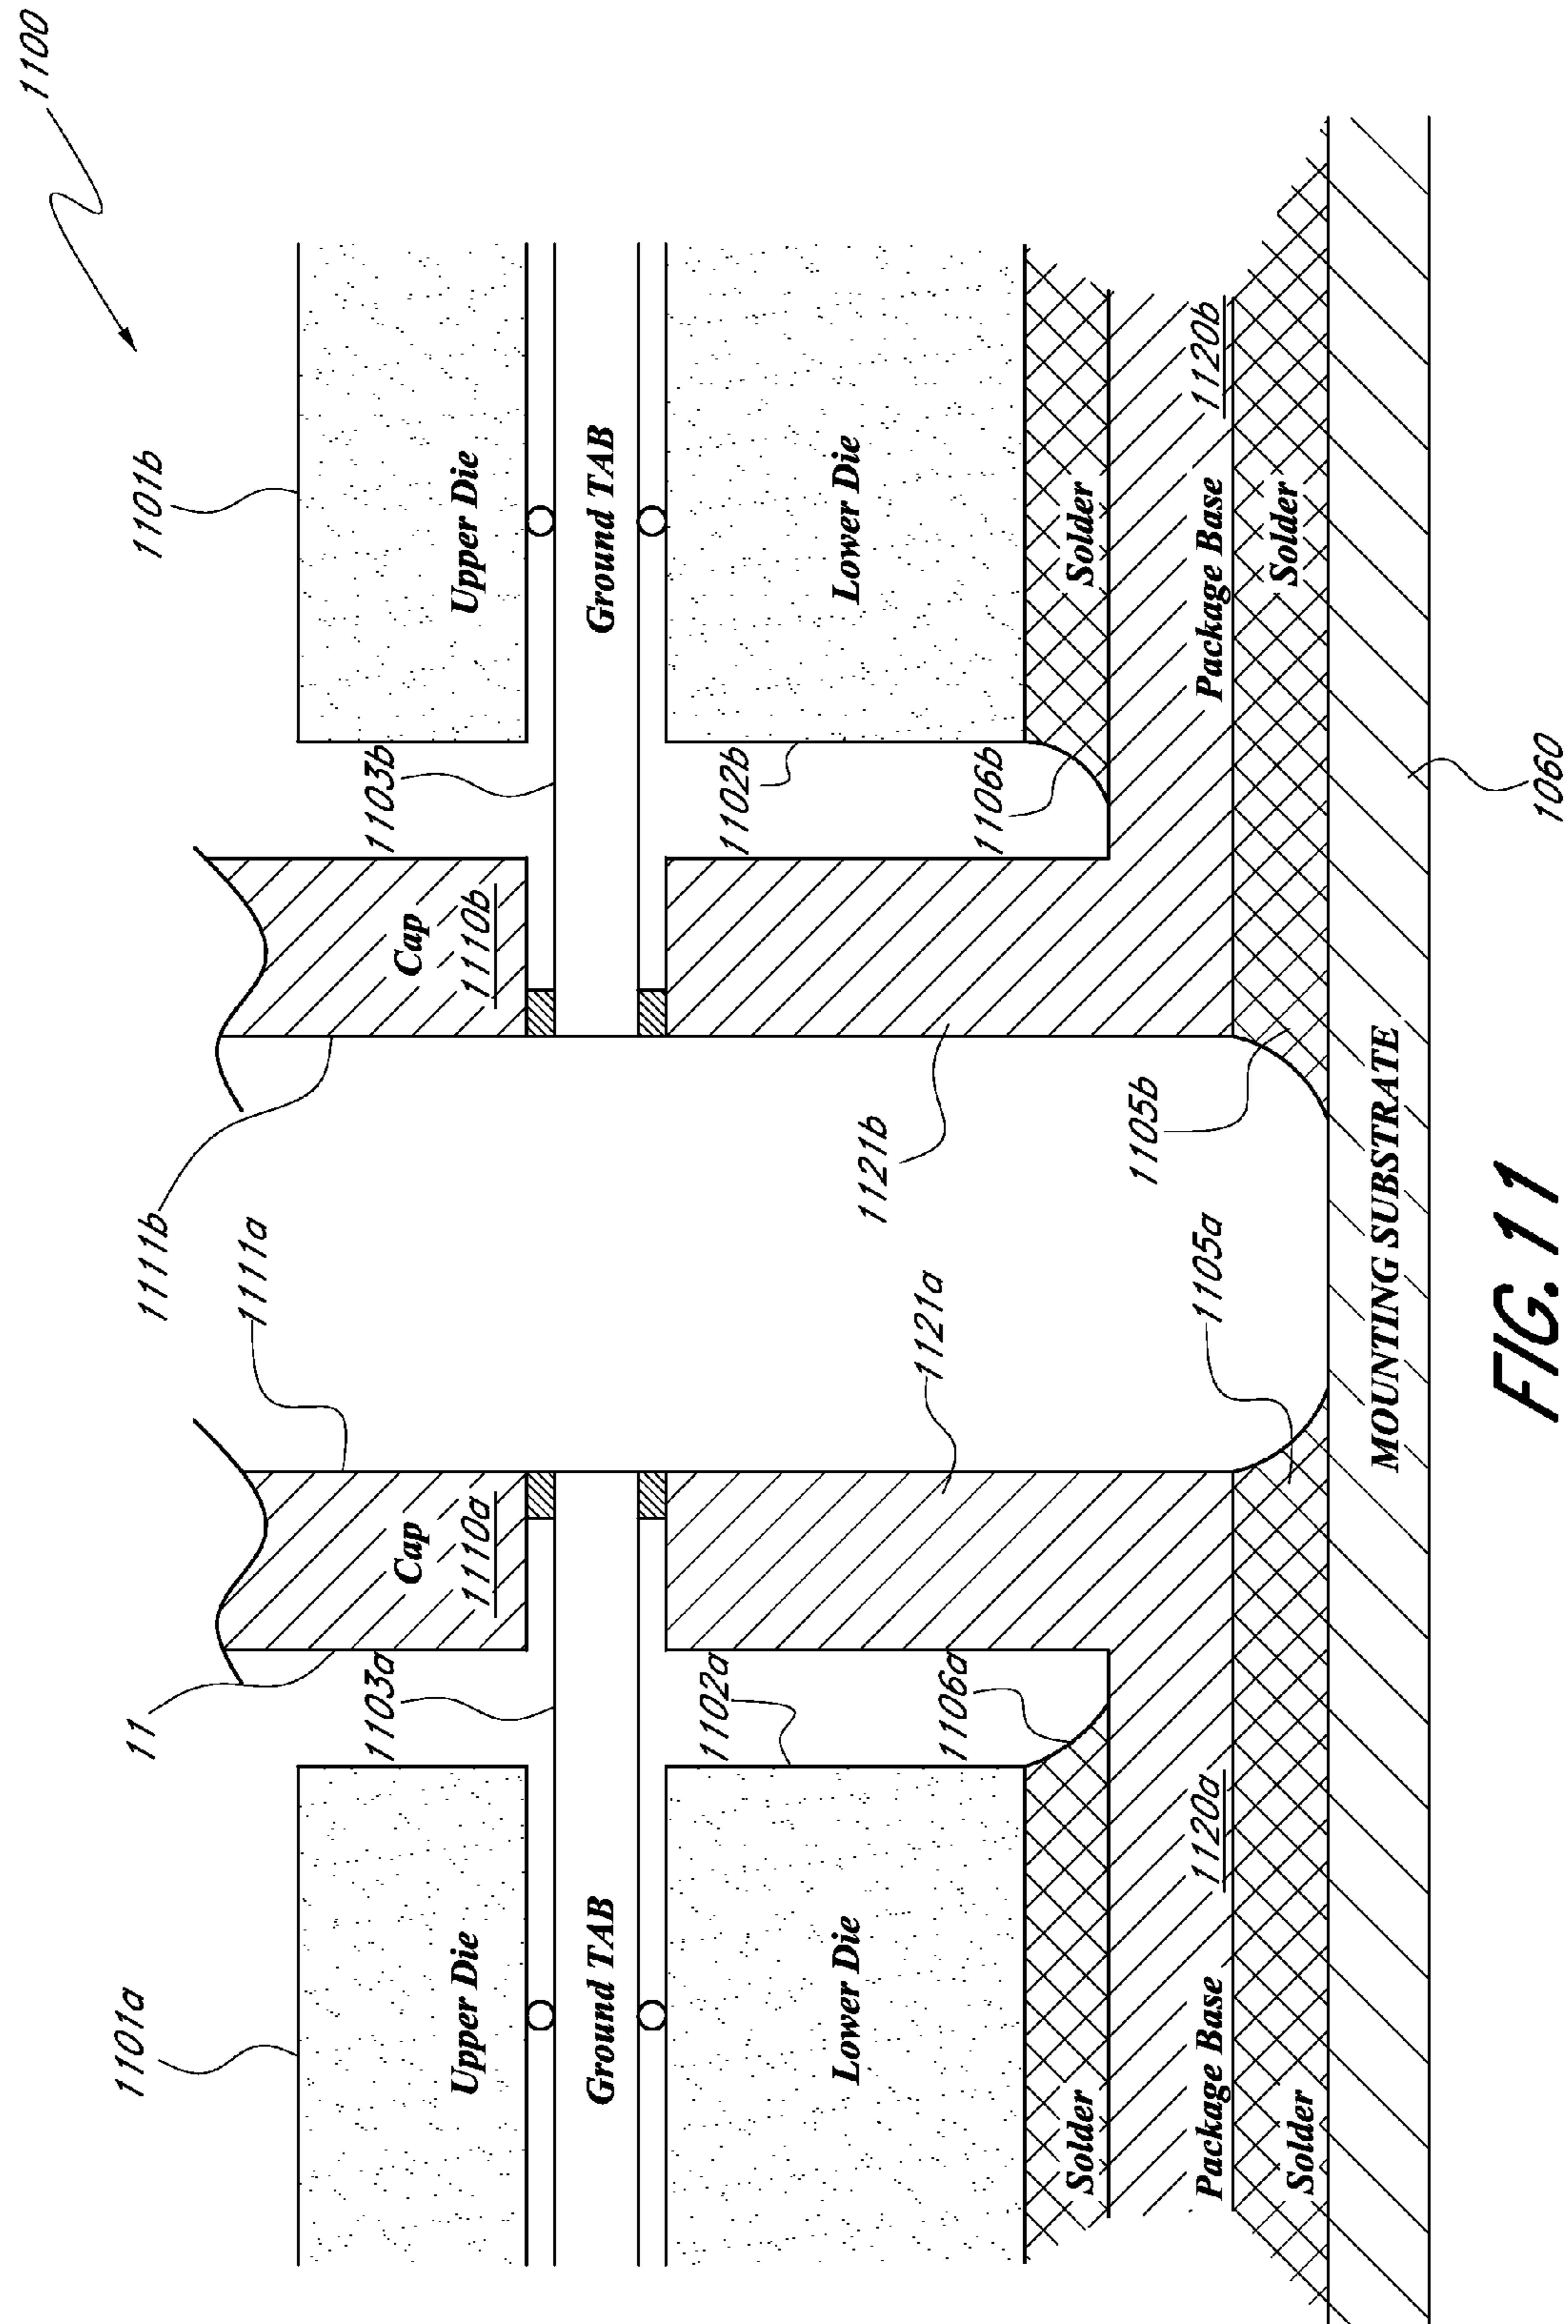 1100
1101a
11
1111a
1111b
1101b
Upper Die
1103a
Cap
1110a
Cap
1110b
1103b
Upper Die
Ground TAB
Ground TAB
Lower Die
1102a
1121a
1121b
1102b
Lower Die
Solder
1106a
1106b
Solder
Package Base
1120a
1105a
1105b
Package Base
1120b
Solder
Solder
MOUNTING SUBSTRATE
1060
FIG. 11